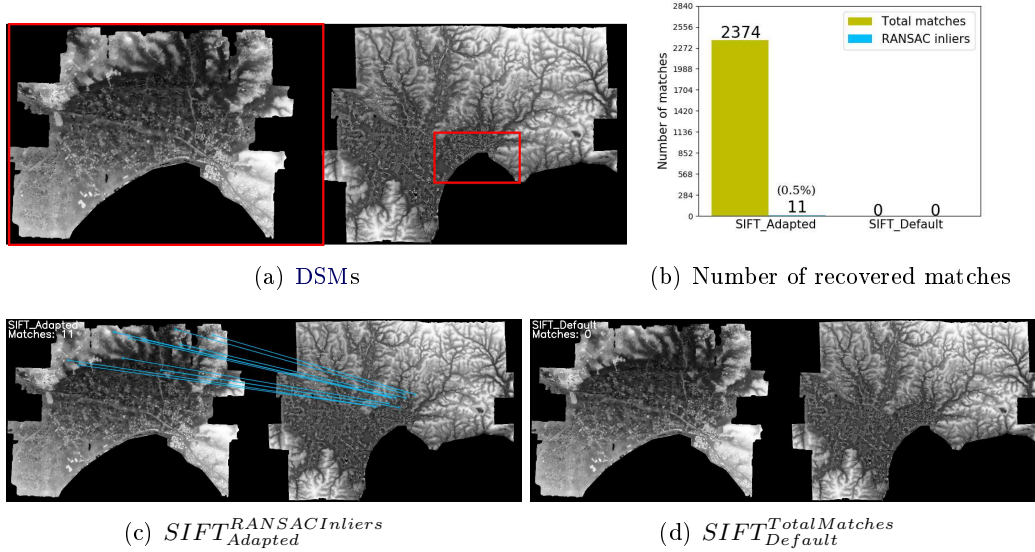 2840
2556
2272
1988
1704
1420
1136
852
568
284
0
Number of matches
Total matches
RANSAC inliers
2374
(0.5%)
11
0
0
SIFT_Adapted
SIFT_Default
(a) DSMs
(b) Number of recovered matches
SIFT_Adapted
Matches: 11
SIFT_Default
Matches: 0
(c) SIFT^{RANSACInliers}_{Adapted}
(d) SIFT^{TotalMatches}_{Default}